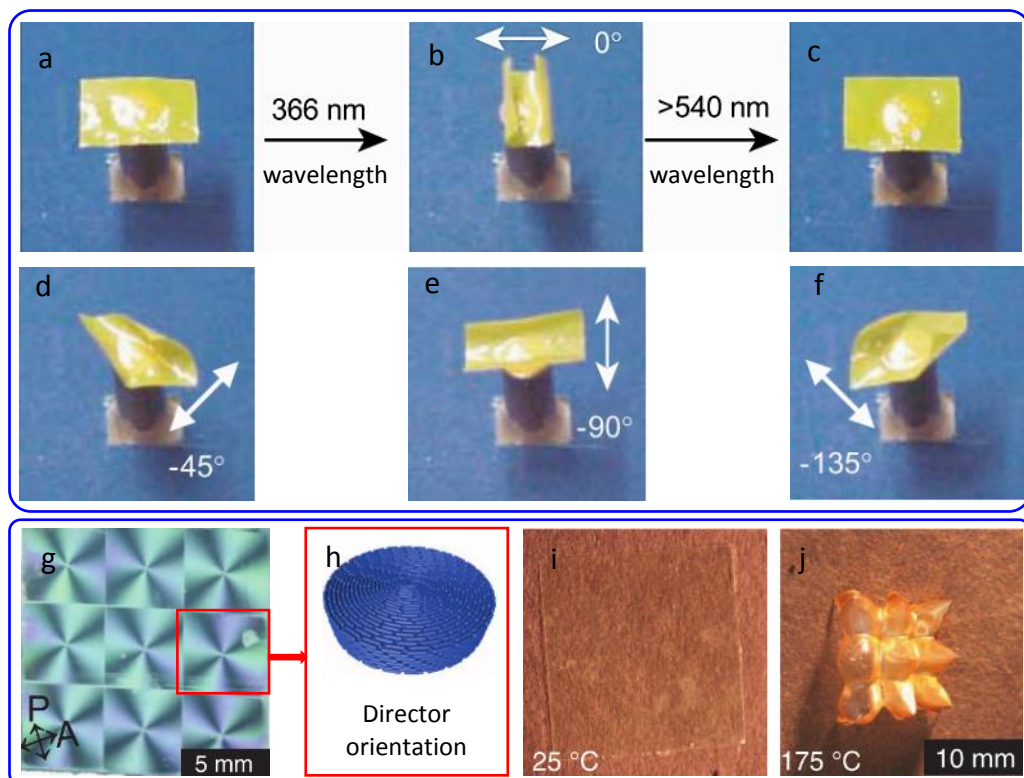 a
366 nm
wavelength
b
0°
>540 nm
wavelength
c
d
-45°
e
-90°
f
-135°
g
P
A
5 mm
h
Director
orientation
i
25 °C
j
175 °C
10 mm